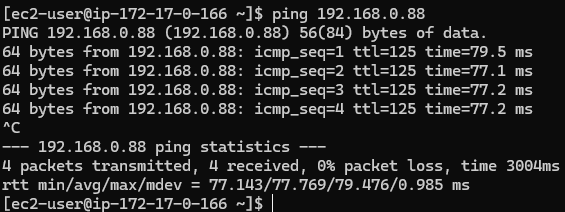 [ec2-user@ip-172-17-0-166 ~]$ ping 192.168.0.88
PING 192.168.0.88 (192.168.0.88) 56(84) bytes of data.
64 bytes from 192.168.0.88: icmp_seq=1 ttl=125 time=79.5 ms
64 bytes from 192.168.0.88: icmp_seq=2 ttl=125 time=77.1 ms
64 bytes from 192.168.0.88: icmp_seq=3 ttl=125 time=77.2 ms
64 bytes from 192.168.0.88: icmp_seq=4 ttl=125 time=77.2 ms
^C
--- 192.168.0.88 ping statistics ---
4 packets transmitted, 4 received, 0% packet loss, time 3004ms
rtt min/avg/max/mdev = 77.143/77.769/79.476/0.985 ms
[ec2-user@ip-172-17-0-166 ~]$